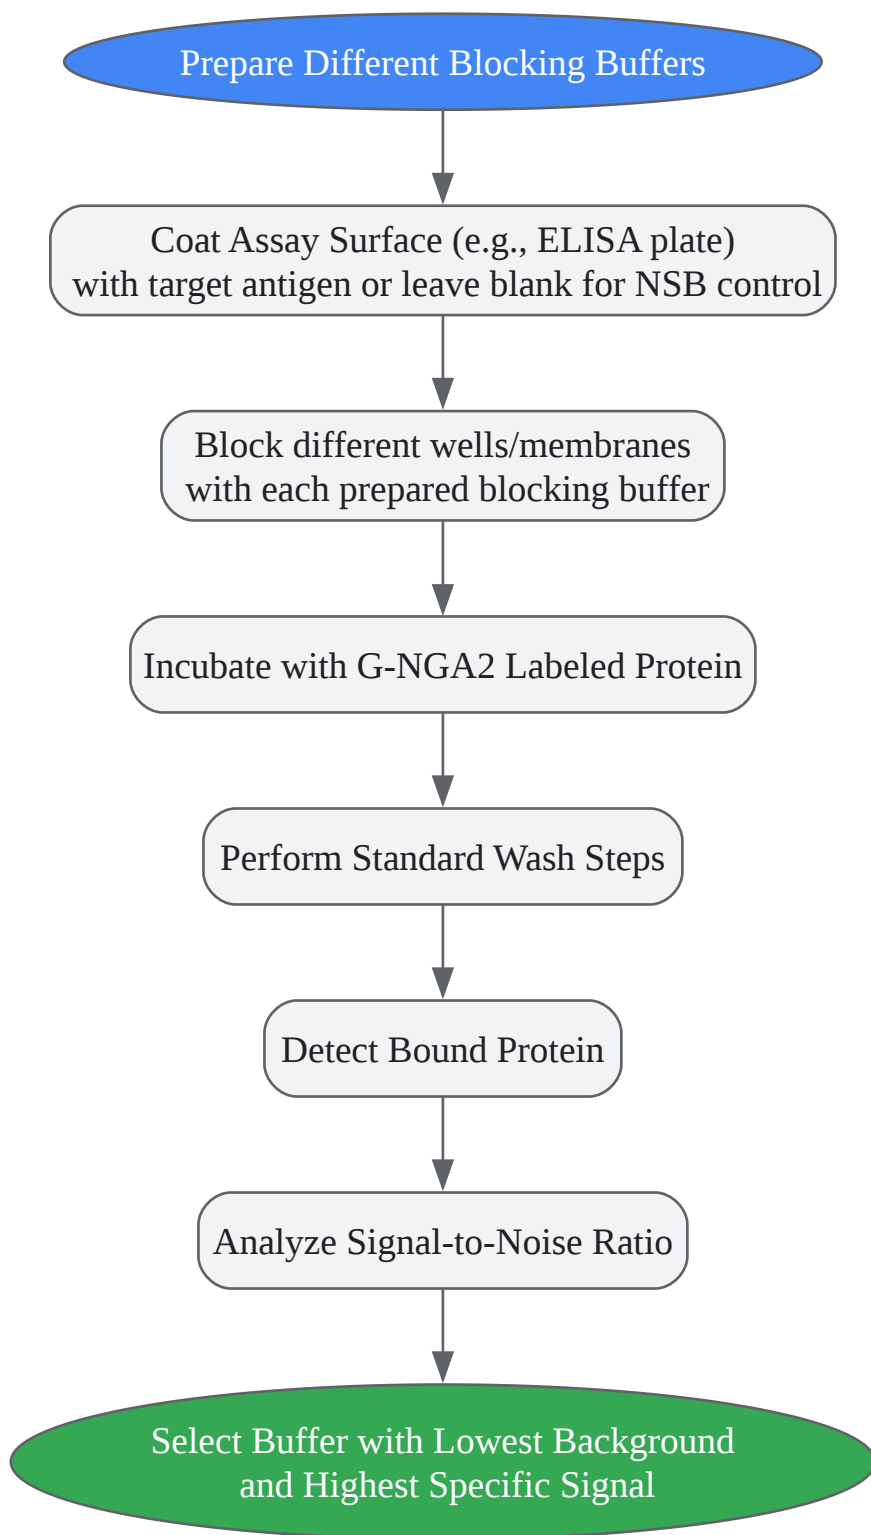 Prepare Different Blocking Buffers
Coat Assay Surface (e.g., ELISA plate)
with target antigen or leave blank for NSB control
Block different wells/membranes
with each prepared blocking buffer
Incubate with G-NGA2 Labeled Protein
Perform Standard Wash Steps
Detect Bound Protein
Analyze Signal-to-Noise Ratio
Select Buffer with Lowest Background
and Highest Specific Signal